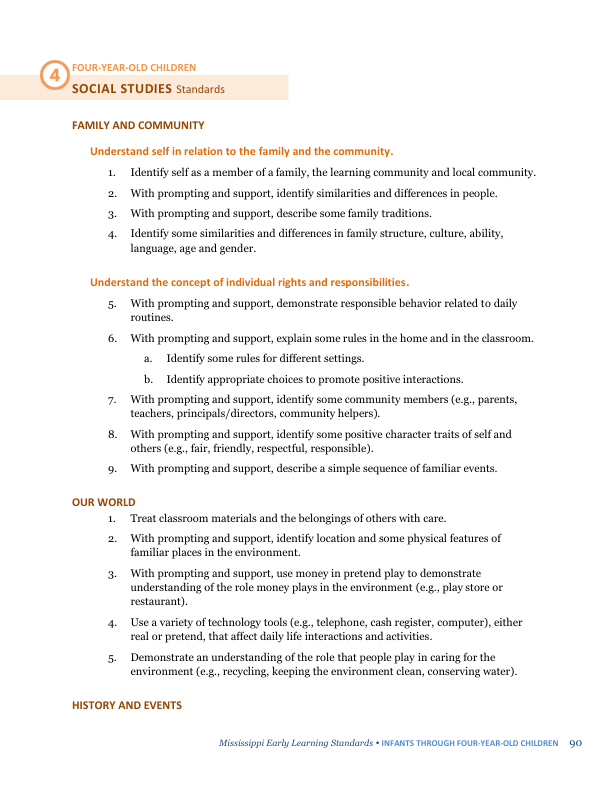 4
FOUR-YEAR-OLD CHILDREN
SOCIAL STUDIES Standards
FAMILY AND COMMUNITY
Understand self in relation to the family and the community.
1. Identify self as a member of a family, the learning community and local community.
2. With prompting and support, identify similarities and differences in people.
3. With prompting and support, describe some family traditions.
4. Identify some similarities and differences in family structure, culture, ability,
language, age and gender.
Understand the concept of individual rights and responsibilities.
5. With prompting and support, demonstrate responsible behavior related to daily
routines.
6. With prompting and support, explain some rules in the home and in the classroom.
a. Identify some rules for different settings.
b. Identify appropriate choices to promote positive interactions.
7. With prompting and support, identify some community members (e.g., parents,
teachers, principals/directors, community helpers).
8. With prompting and support, identify some positive character traits of self and
others (e.g., fair, friendly, respectful, responsible).
9. With prompting and support, describe a simple sequence of familiar events.
OUR WORLD
1. Treat classroom materials and the belongings of others with care.
2. With prompting and support, identify location and some physical features of
familiar places in the environment.
3. With prompting and support, use money in pretend play to demonstrate
understanding of the role money plays in the environment (e.g., play store or
restaurant).
4. Use a variety of technology tools (e.g., telephone, cash register, computer), either
real or pretend, that affect daily life interactions and activities.
5. Demonstrate an understanding of the role that people play in caring for the
environment (e.g., recycling, keeping the environment clean, conserving water).
HISTORY AND EVENTS
Mississippi Early Learning Standards • INFANTS THROUGH FOUR-YEAR-OLD CHILDREN 90